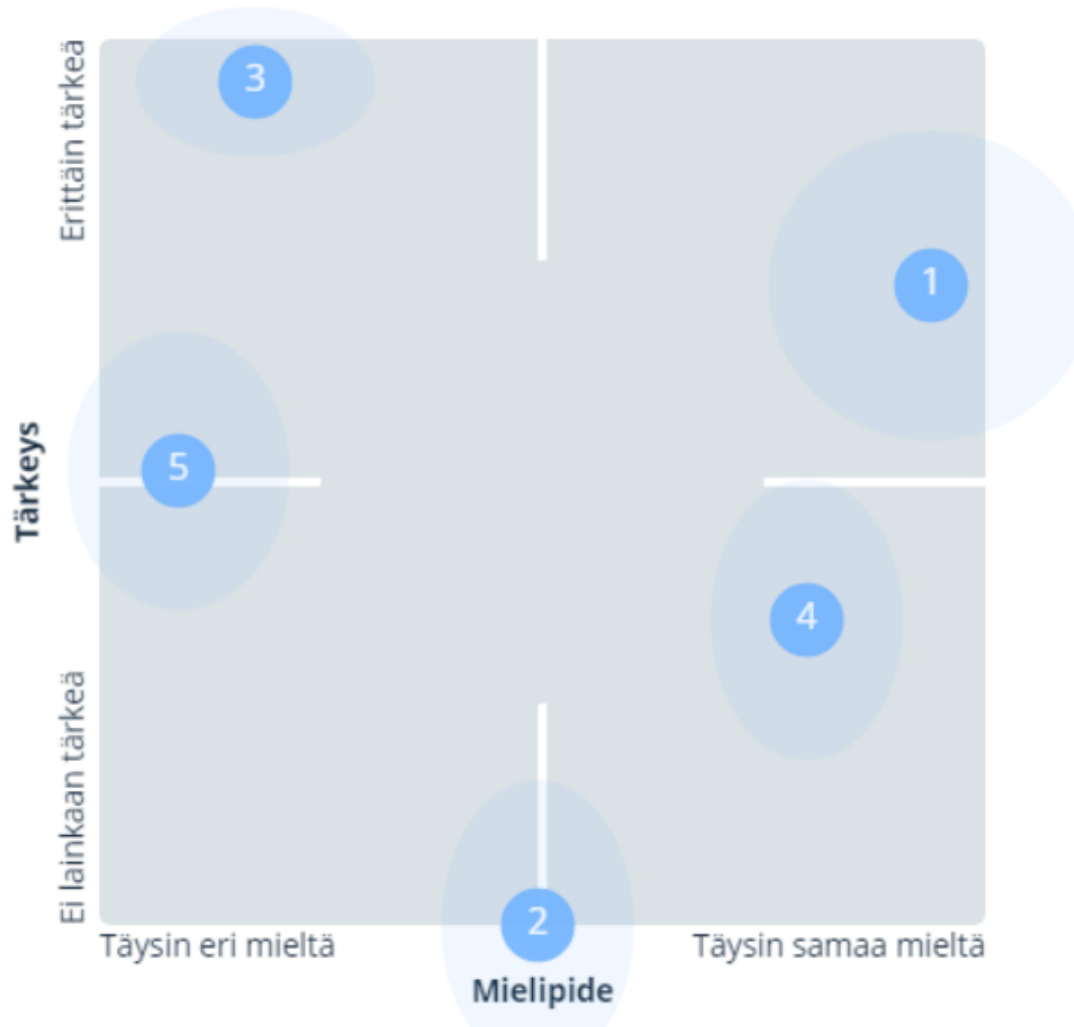 Erittäin tärkeä
3
1
Tärkeys
5
4
Ei lainkaan tärkeä
2
Täysin eri mieltä
Täysin samaa mieltä
Mielipide